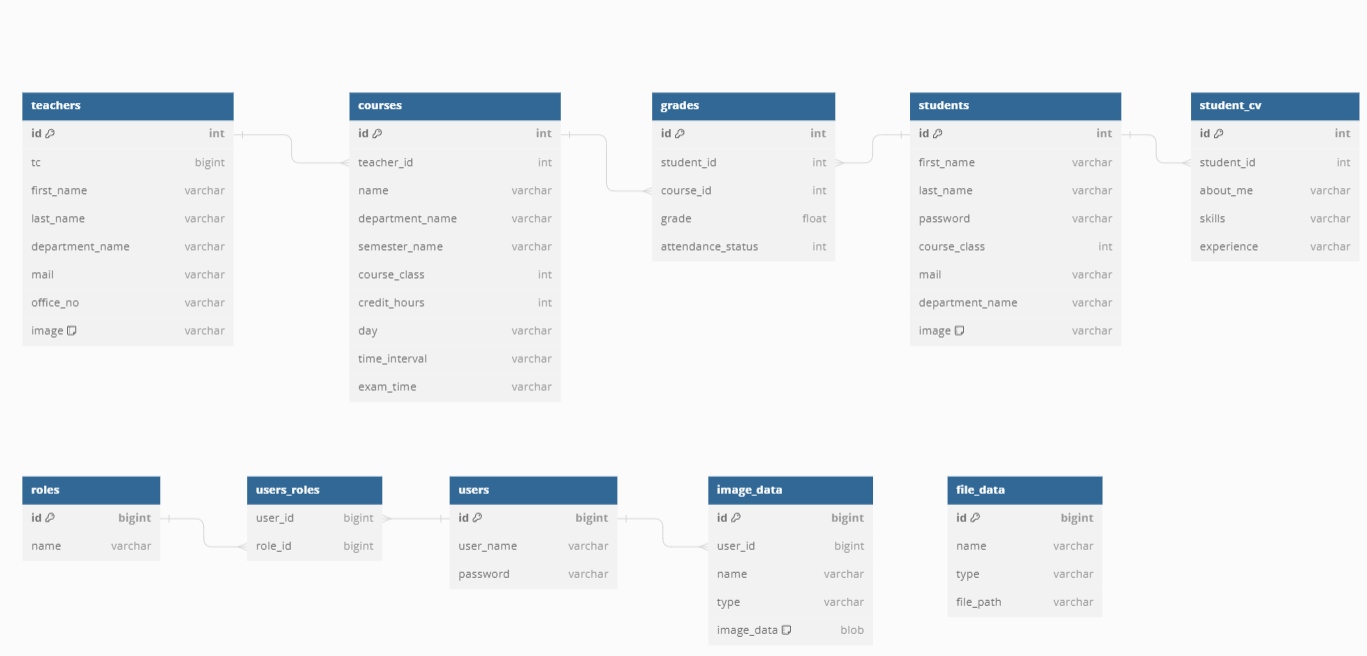 teachers
id int
tc bigint
first_name varchar
last_name varchar
department_name varchar
mail varchar
office_no varchar
image varchar
courses
id int
teacher_id int
name varchar
department_name varchar
semester_name varchar
course_class int
credit_hours int
day varchar
time_interval varchar
exam_time varchar
grades
id int
student_id int
course_id int
grade float
attendance_status int
students
id int
first_name varchar
last_name varchar
password varchar
course_class int
mail varchar
department_name varchar
image varchar
student_cv
id int
student_id int
about_me varchar
skills varchar
experience varchar
roles
id bigint
name varchar
users_roles
user_id bigint
role_id bigint
users
id bigint
user_name varchar
password varchar
image_data
id bigint
user_id bigint
name varchar
type varchar
image_data blob
file_data
id bigint
name varchar
type varchar
file_path varchar